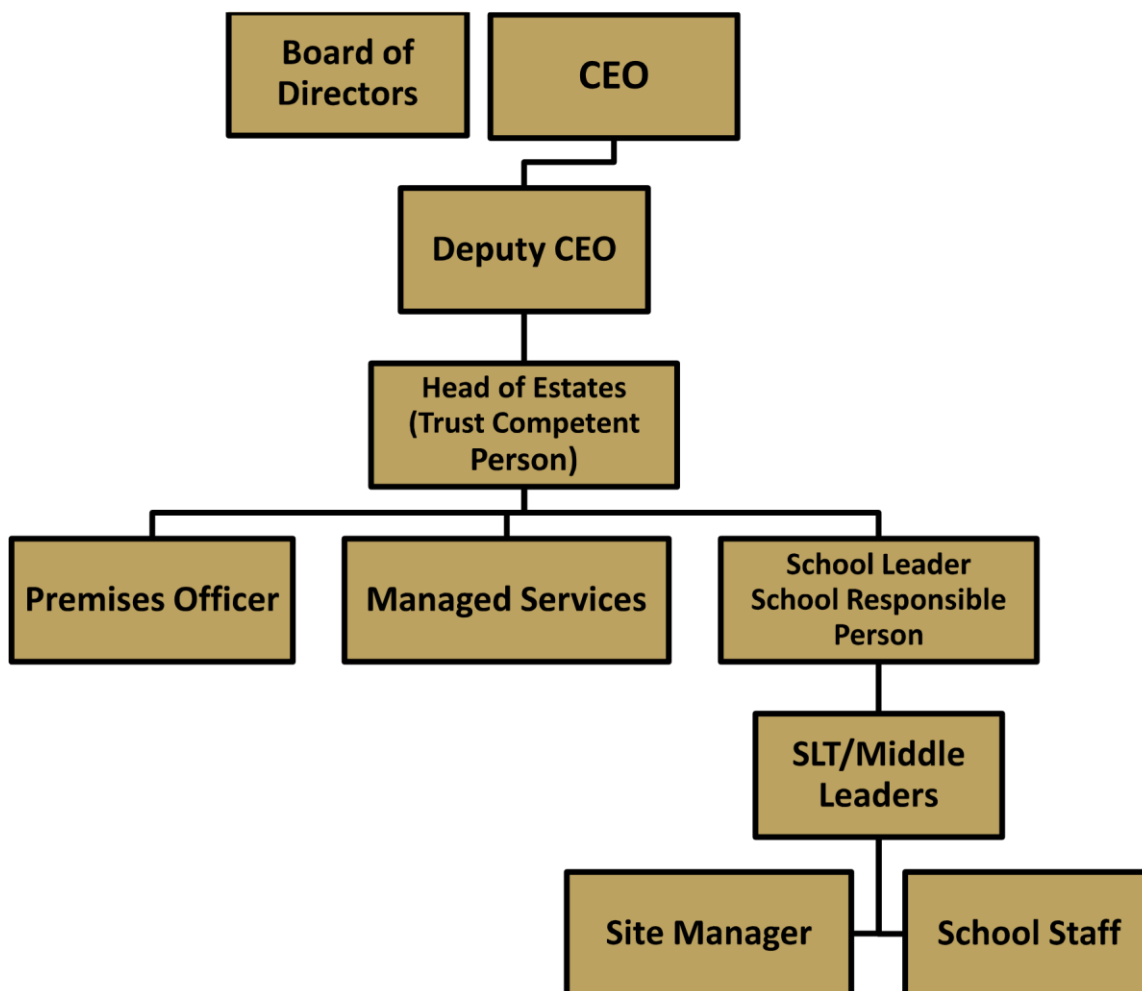 Board of
Directors
CEO
Deputy CEO
Head of Estates
(Trust Competent
Person)
Premises Officer
Managed Services
School Leader
School Responsible
Person
SLT/Middle
Leaders
Site Manager
School Staff